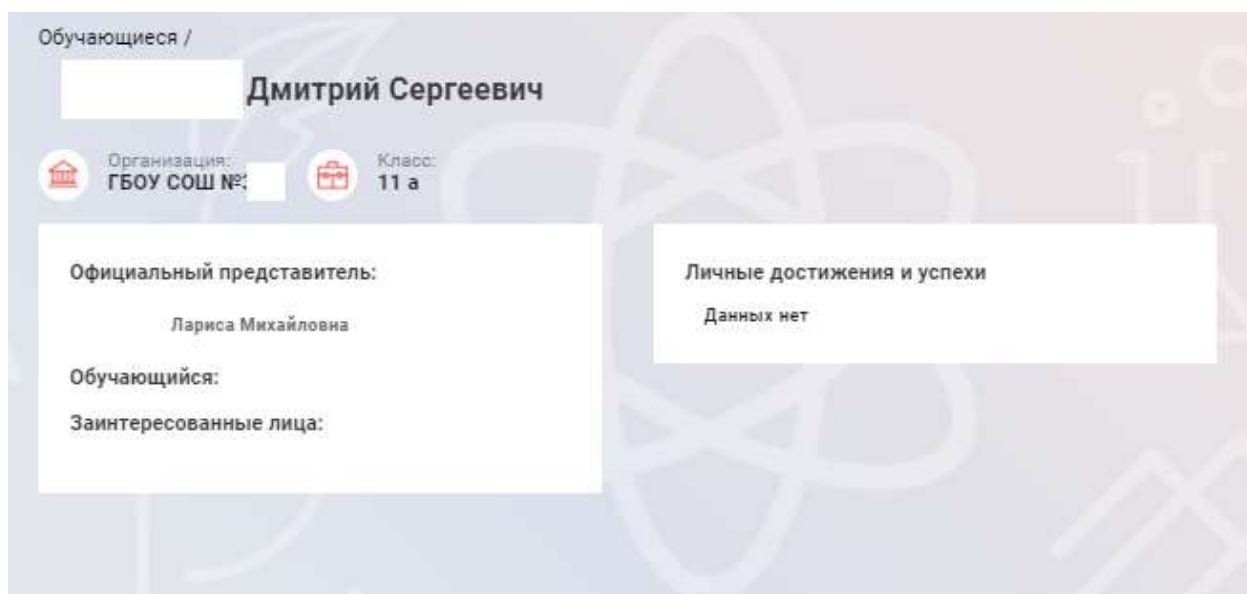 Обучающиеся /
Дмитрий Сергеевич
Организация:
ГБОУ СОШ №
Класс:
11 а
Официальный представитель:
Лариса Михайловна
Обучающийся:
Заинтересованные лица:
Личные достижения и успехи
Данных нет